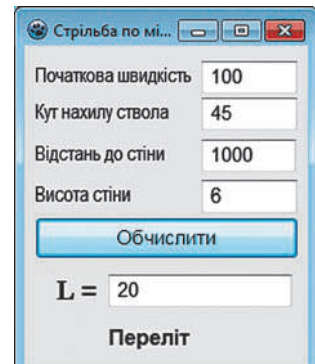 Стрільба по мі...
Початкова швидкість 100
Кут нахилу ствола 45
Відстань до стіни 1000
Висота стіни 6
Обчислити
L = 20
Переліт